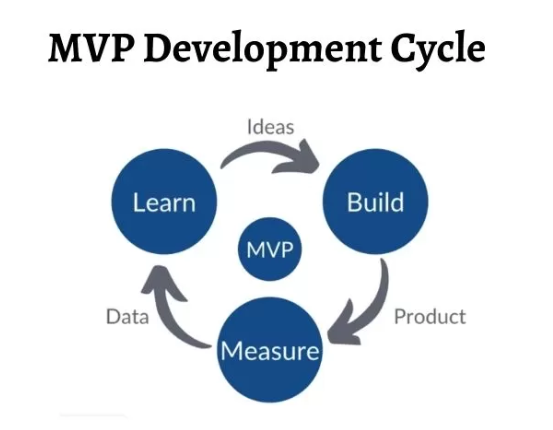 MVP Development Cycle
Ideas
Learn
Build
MVP
Data
Product
Measure